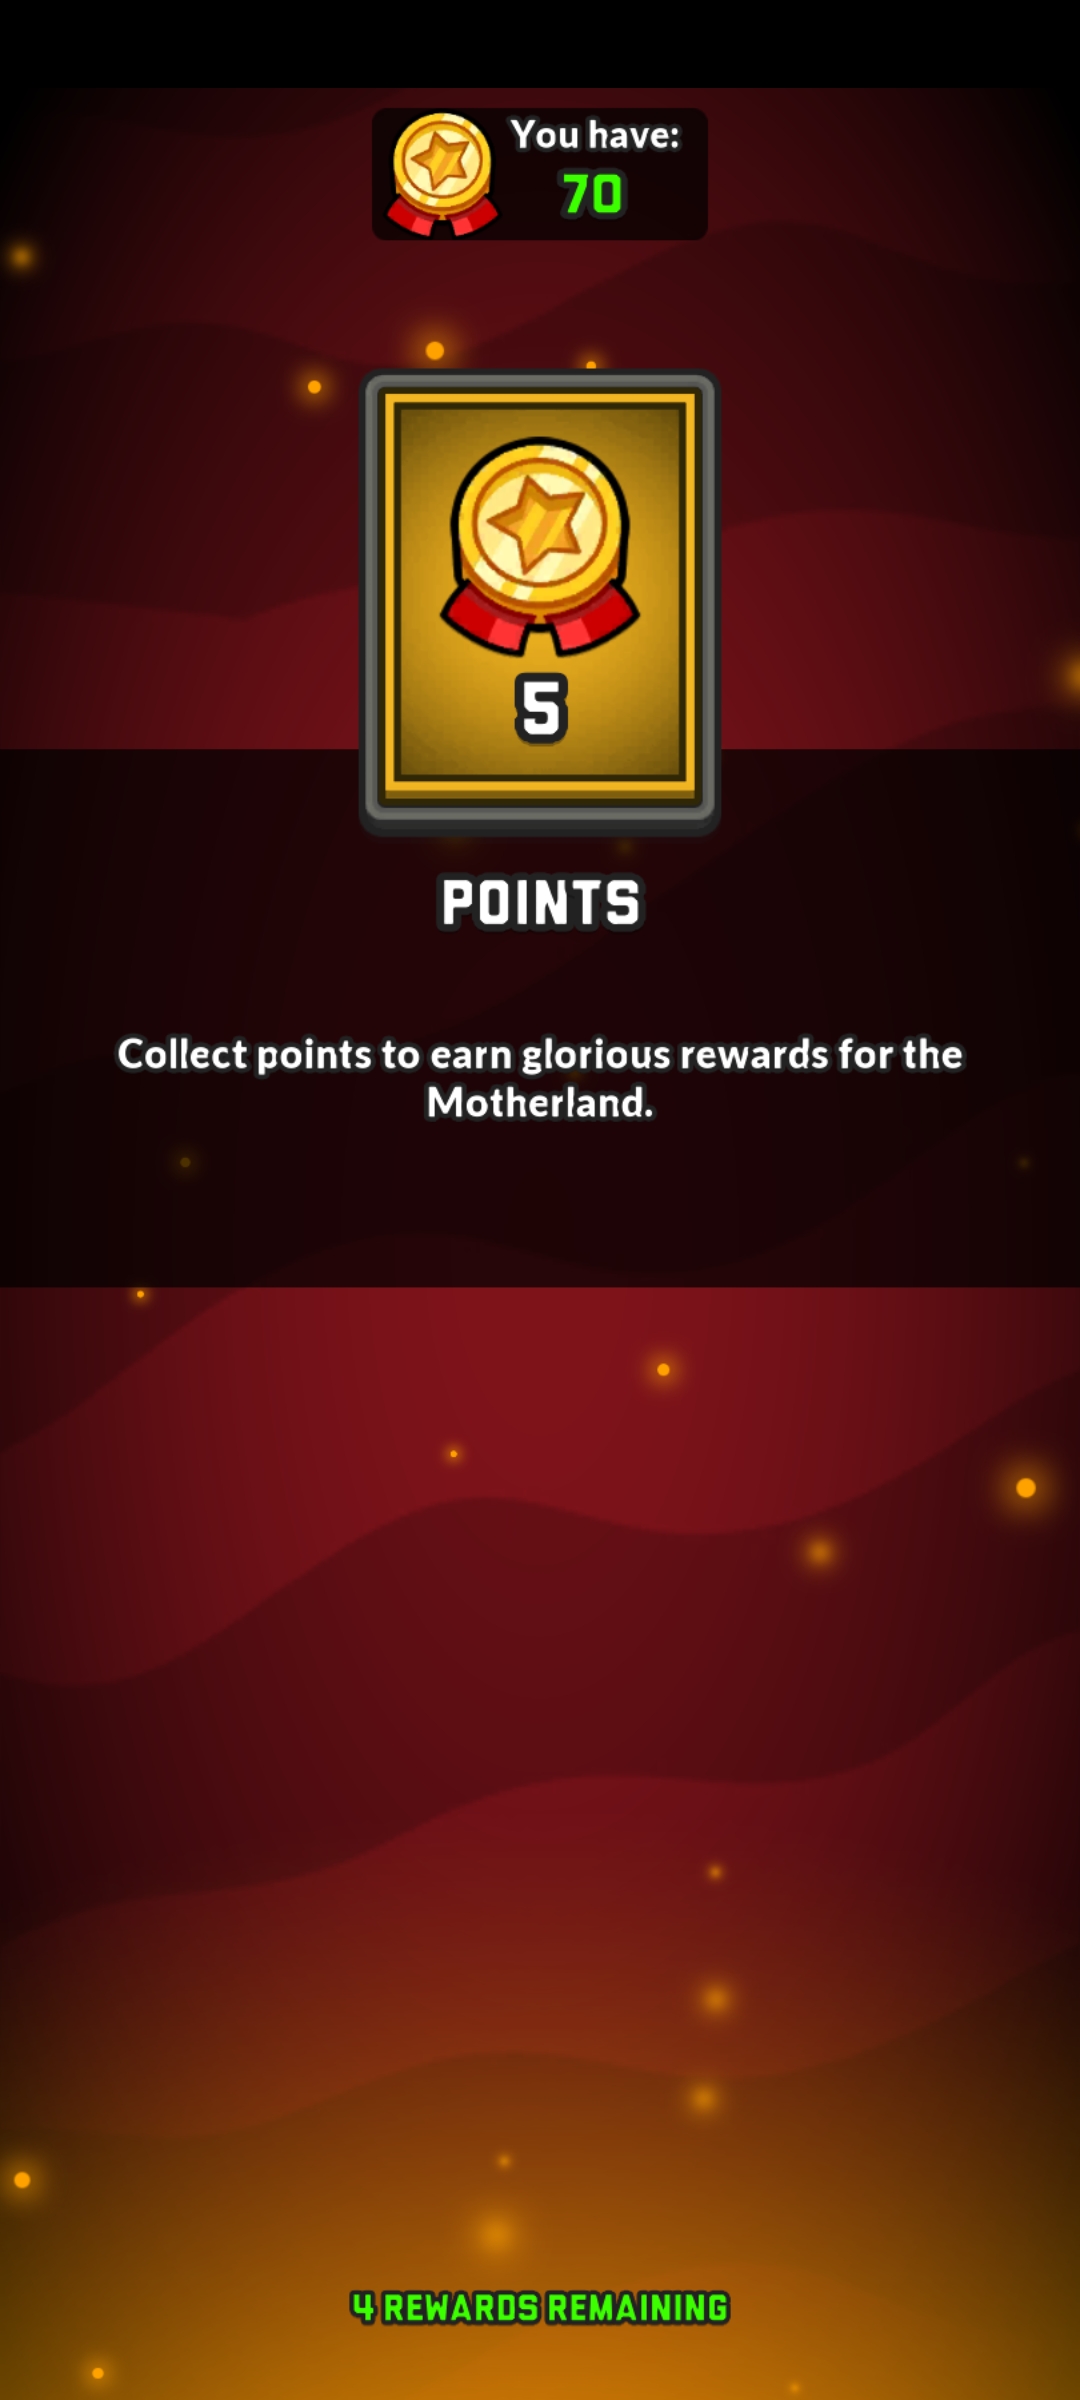 You have:
70
5
POINTS
Collect points to earn glorious rewards for the
Motherland.
4 REWARDS REMAINING